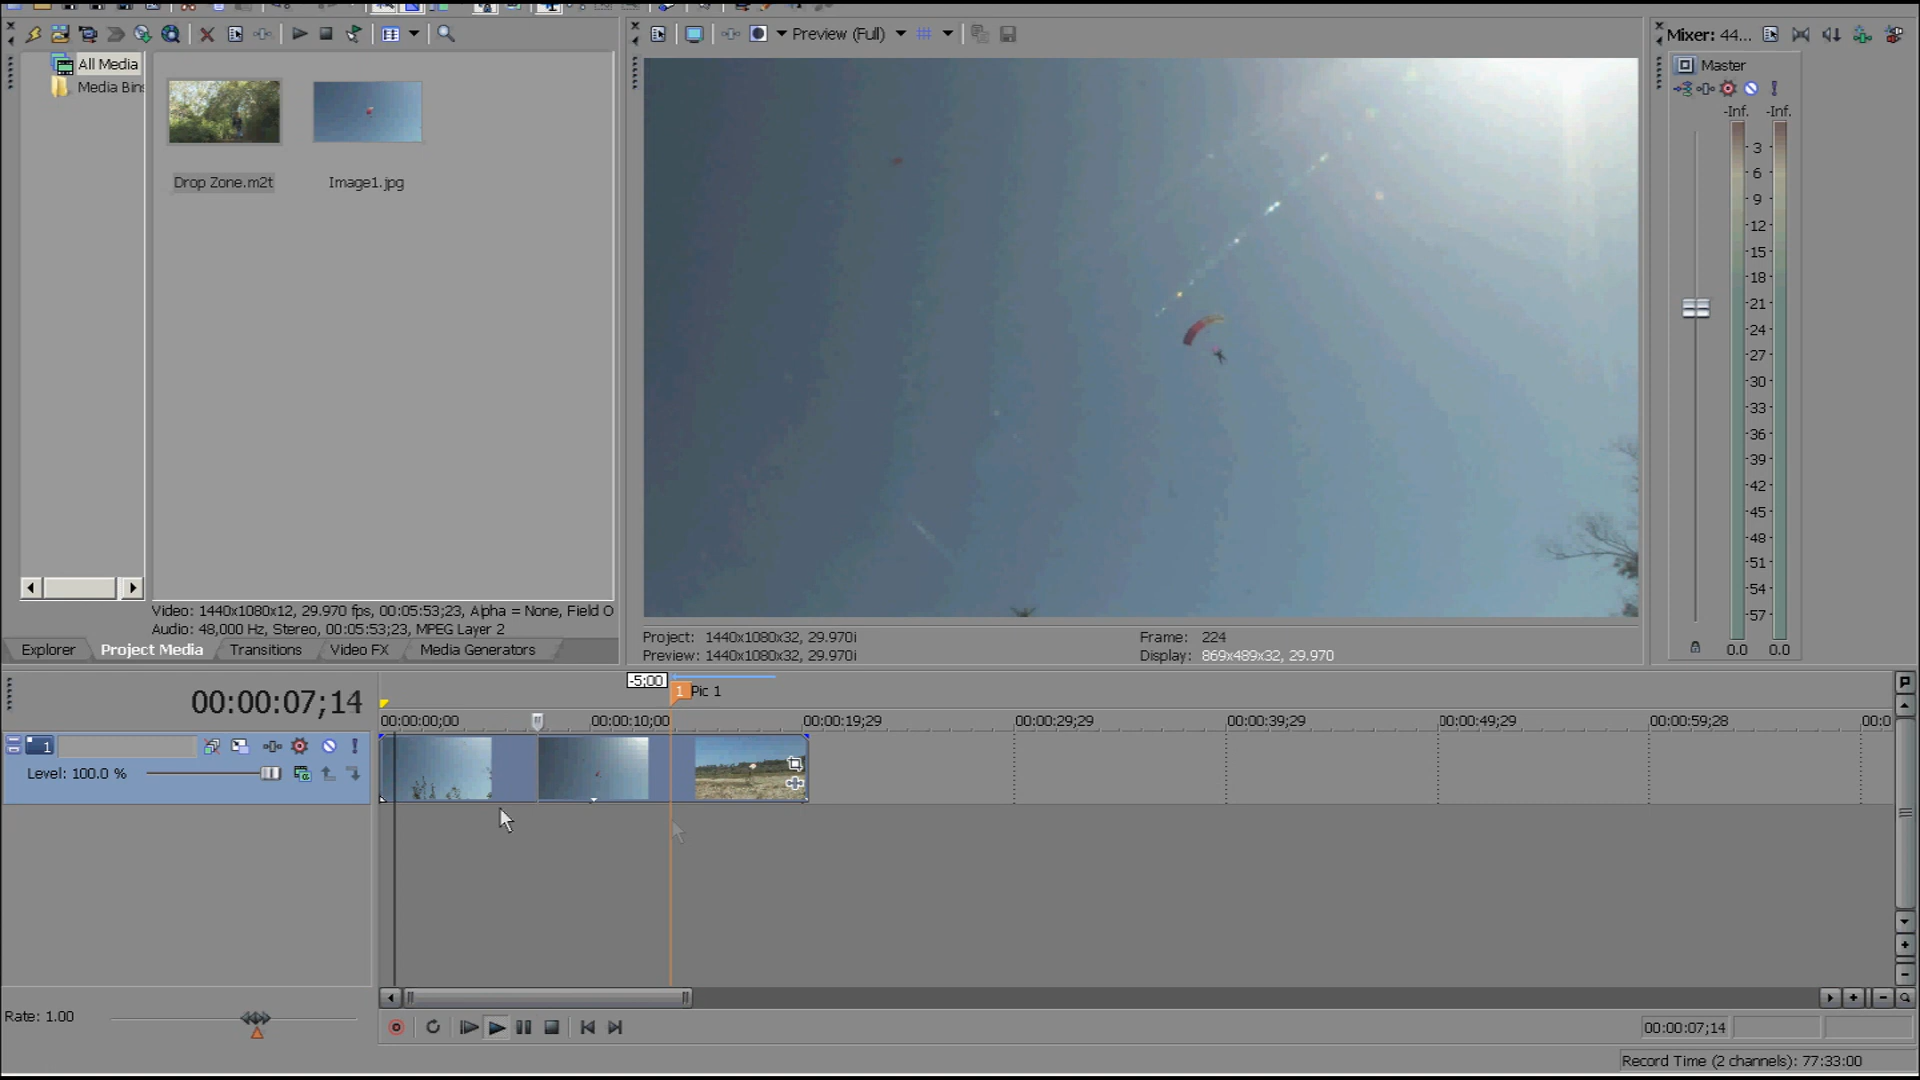 Preview (Full)
Mixer: 44...
All Media
Media Bins
Master
-Inf. -Inf.
Drop Zone.m2t
Image1.jpg
3
6
9
12
15
18
21
24
27
30
33
36
39
42
45
48
51
54
57
0.0 0.0
Video: 1440x1080x12, 29.970 fps, 00:05:53;23, Alpha = None, Field O
Audio: 48,000 Hz, Stereo, 00:05:53;23, MPEG Layer 2
Project: 1440x1080x32, 29.970i
Frame: 224
Preview: 1440x1080x32, 29.970i
Display: 869x489x32, 29.970
Explorer
Project Media
Transitions
Video FX
Media Generators
00:00:07;14
-5;00
1 Pic 1
00:00:00;00
00:00:10;00
00:00:19;29
00:00:29;29
00:00:39;29
00:00:49;29
00:00:59;28
00:0
1
Level: 100.0 %
Rate: 1.00
00:00:07;14
Record Time (2 channels): 77:33:00